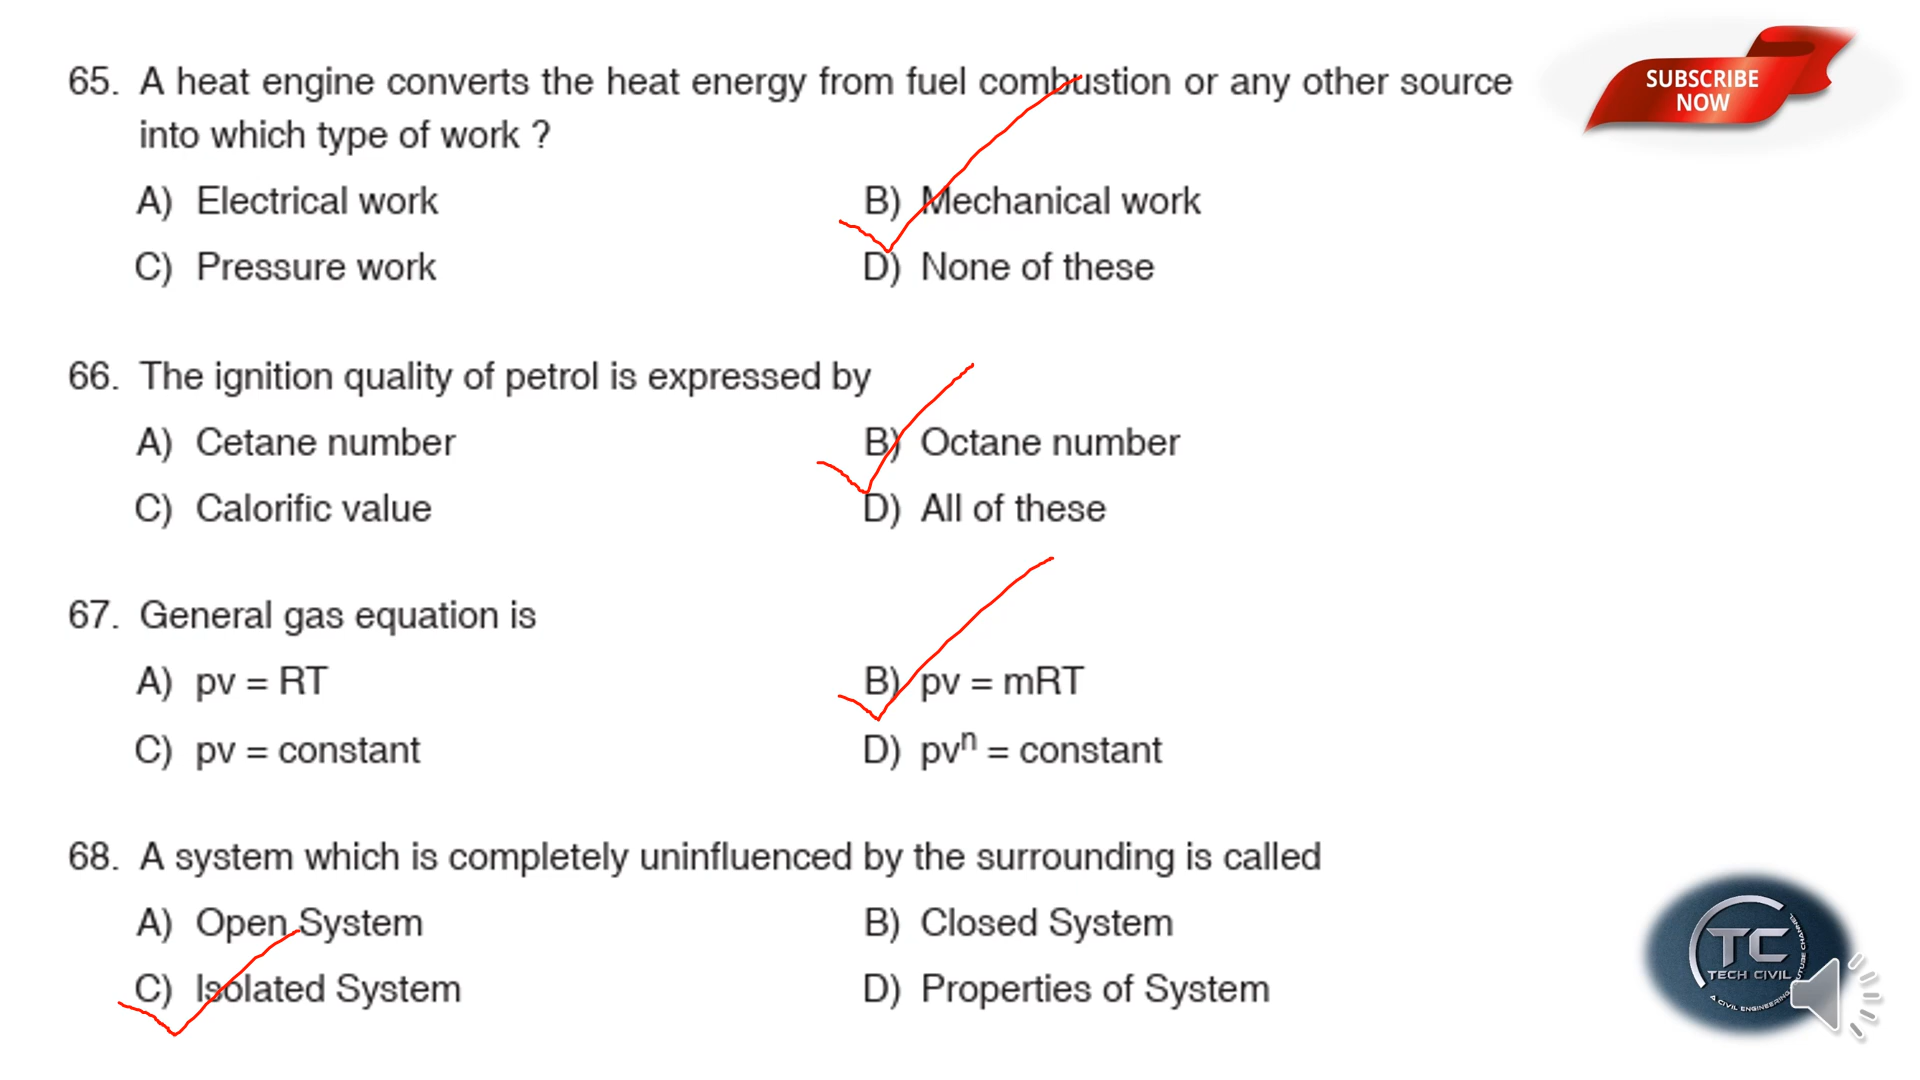 65. A heat engine converts the heat energy from fuel combustion or any other source
into which type of work ?
A) Electrical work
B) Mechanical work
C) Pressure work
D) None of these
66. The ignition quality of petrol is expressed by
A) Cetane number
B) Octane number
C) Calorific value
D) All of these
67. General gas equation is
A) pv = RT
B) pv = mRT
C) pv = constant
D) pvⁿ = constant
68. A system which is completely uninfluenced by the surrounding is called
A) Open System
B) Closed System
C) Isolated System
D) Properties of System
SUBSCRIBE
NOW
TC
TECH CIVIL
A CIVIL ENGINEERING